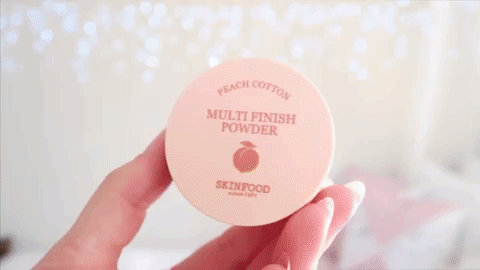 PEACH COTTON
MULTI FINISH
POWDER
SKINFOOD